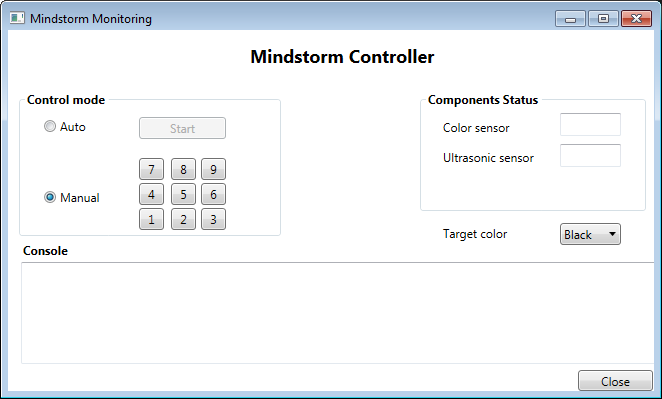 Mindstorm Monitoring
Mindstorm Controller
Control mode
Auto
Start
Manual
7 8 9
4 5 6
1 2 3
Components Status
Color sensor
Ultrasonic sensor
Target color
Black
Console
Close